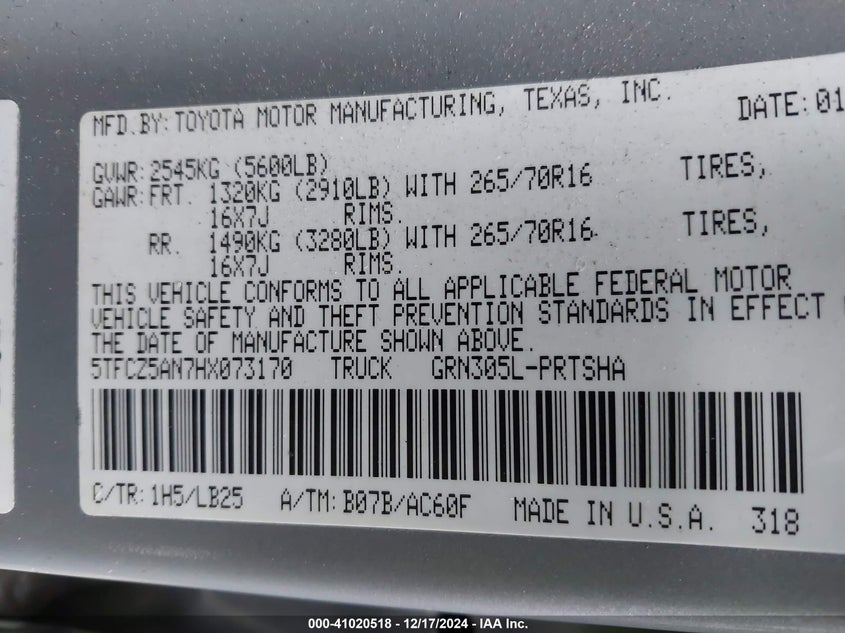 MFD.BY:TOYOTA MOTOR MANUFACTURING, TEXAS, INC. DATE:01
GVWR:2545KG (5600LB)
GAWR:FRT. 1320KG (2910LB) WITH 265/70R16 TIRES,
16X7J RIMS.
RR. 1490KG (3280LB) WITH 265/70R16 TIRES,
16X7J RIMS.
THIS VEHICLE CONFORMS TO ALL APPLICABLE FEDERAL MOTOR
VEHICLE SAFETY AND THEFT PREVENTION STANDARDS IN EFFECT
THE DATE OF MANUFACTURE SHOWN ABOVE.
5TFCZ5AN7HX073170 TRUCK GRN305L-PRTSHA
C/TR:1H5/LB25 A/TM:B07B/AC60F MADE IN U.S.A. 318
000-41020518 - 12/17/2024 - IAA Inc.